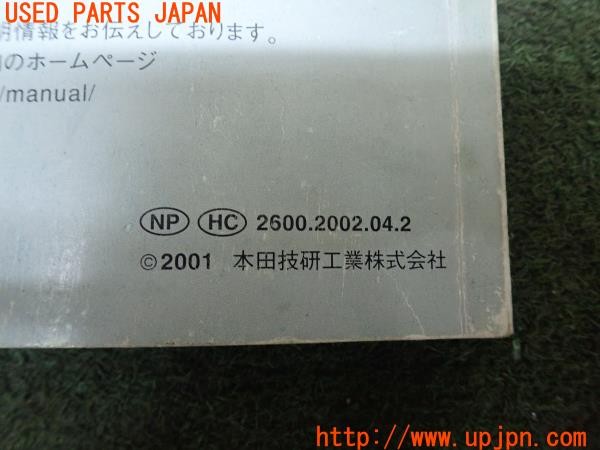 USED PARTS JAPAN
情報をお伝えしております。
のホームページ
/manual/
NP HC 2600.2002.04.2
©2001 本田技研工業株式会社
http://www.upjpn.com